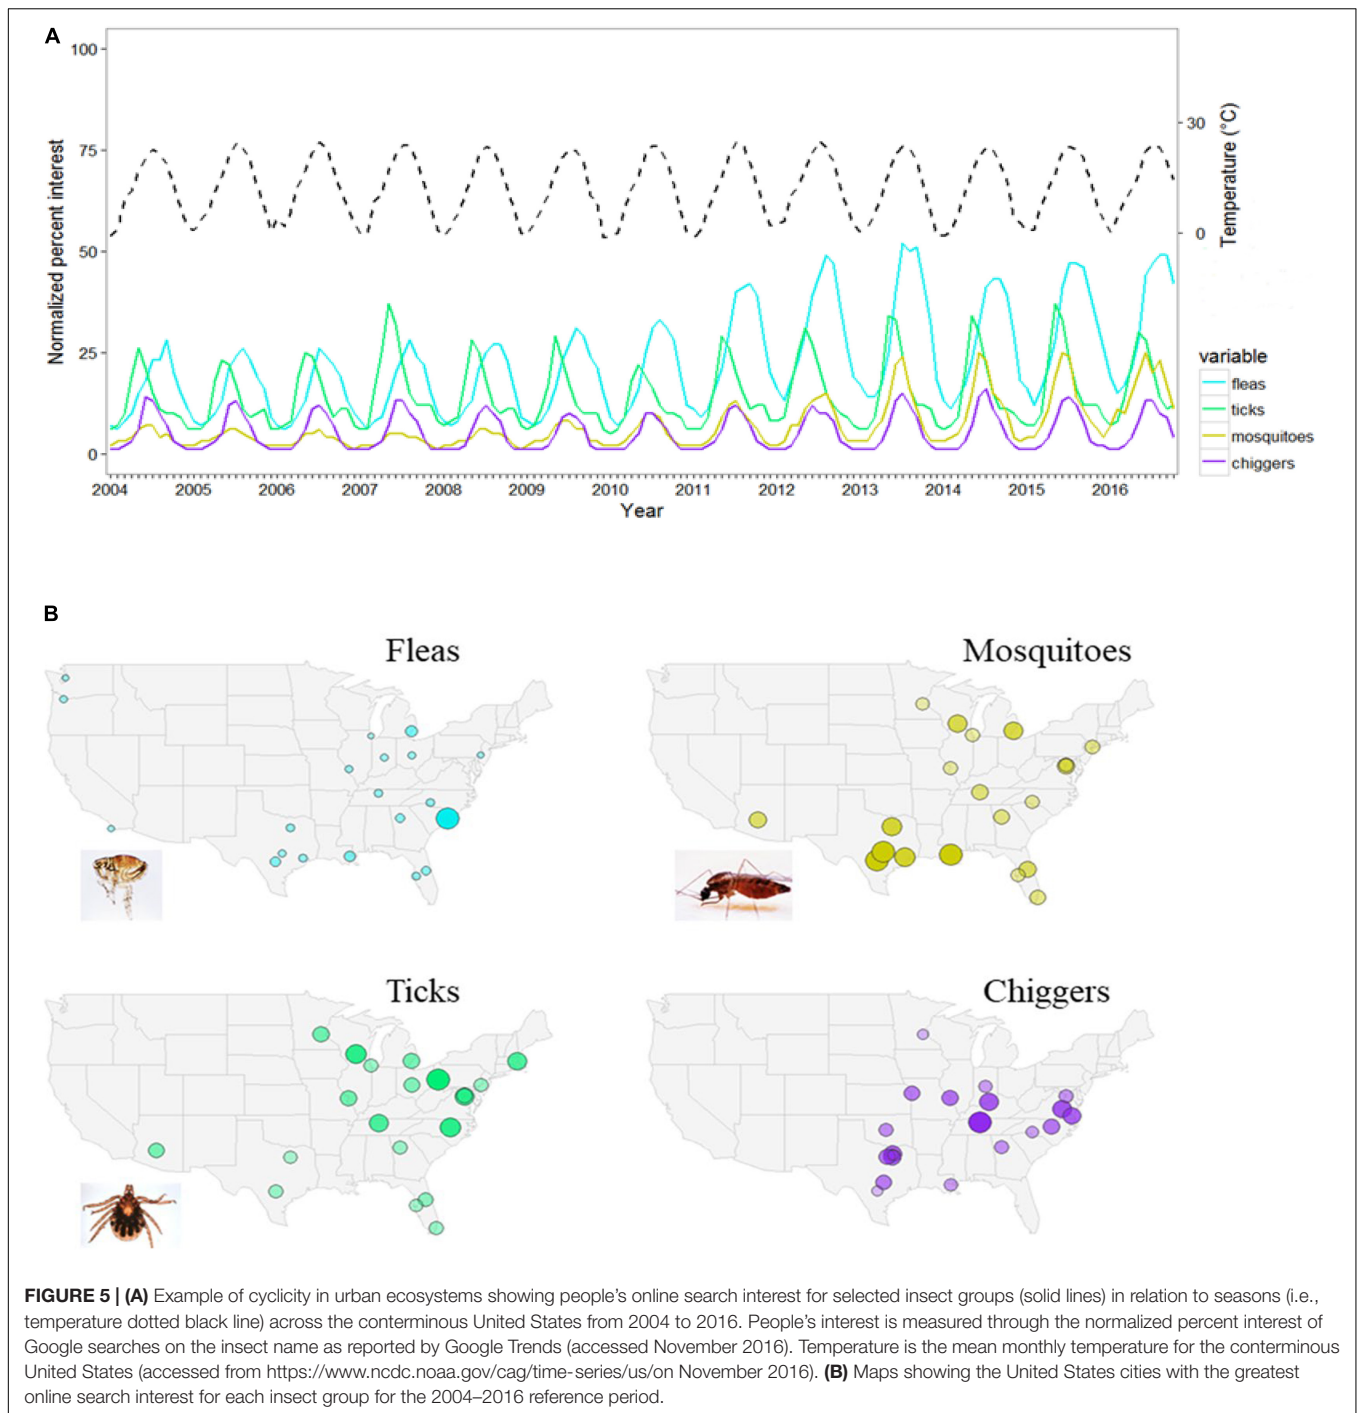 A
100
75
50
25
0
Normalized percent interest
30
0
Temperature (°C)
variable
fleas
ticks
mosquitoes
chiggers
2004 2005 2006 2007 2008 2009 2010 2011 2012 2013 2014 2015 2016
Year
B
Fleas
Mosquitoes
Ticks
Chiggers
FIGURE 5 | (A) Example of cyclicity in urban ecosystems showing people's online search interest for selected insect groups (solid lines) in relation to seasons (i.e.,
temperature dotted black line) across the conterminous United States from 2004 to 2016. People's interest is measured through the normalized percent interest of
Google searches on the insect name as reported by Google Trends (accessed November 2016). Temperature is the mean monthly temperature for the conterminous
United States (accessed from https://www.ncdc.noaa.gov/cag/time-series/us/on November 2016). (B) Maps showing the United States cities with the greatest
online search interest for each insect group for the 2004–2016 reference period.